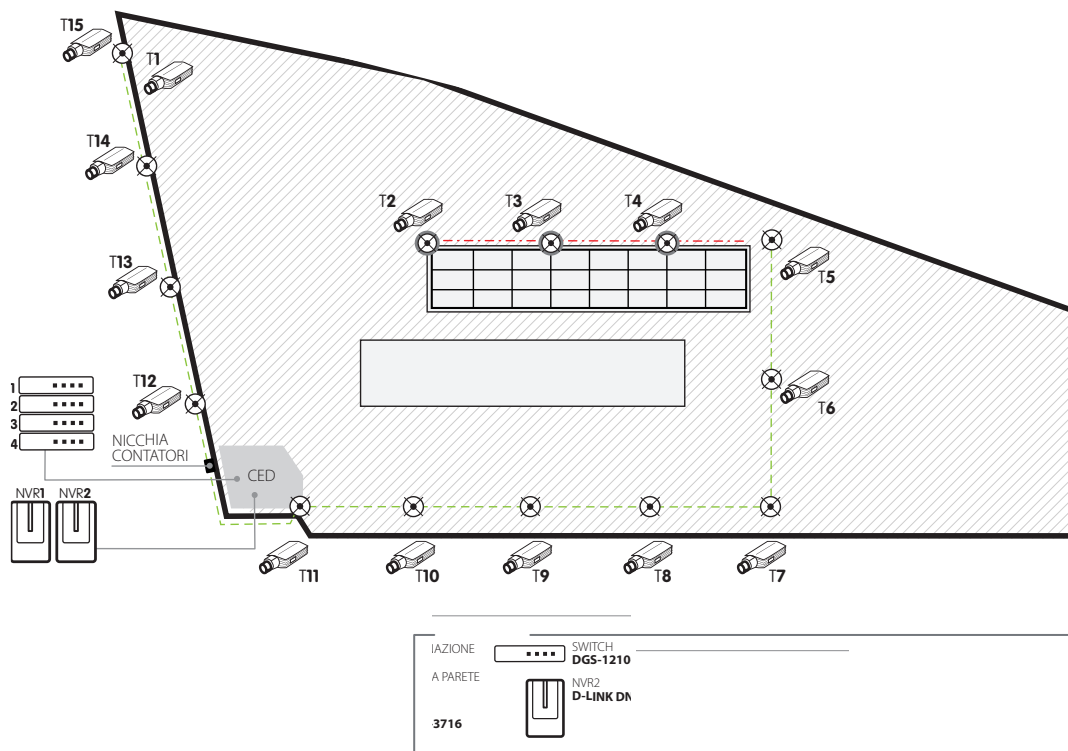 T15
T1
T14
T2
T3
T4
T13
T5
T12
T6
1
2
3
4
NICCHIA
CONTATORI
CED
NVR1
NVR2
T11
T10
T9
T8
T7
IAZIONE
A PARETE
3716
SWITCH
DGS-1210
NVR2
D-LINK DN